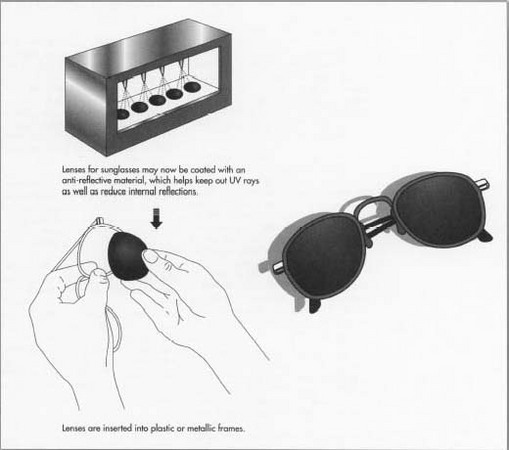 Lenses for sunglasses may now be coated with an
anti-reflective material, which helps keep out UV rays
as well as reduce internal reflections.
Lenses are inserted into plastic or metallic frames.